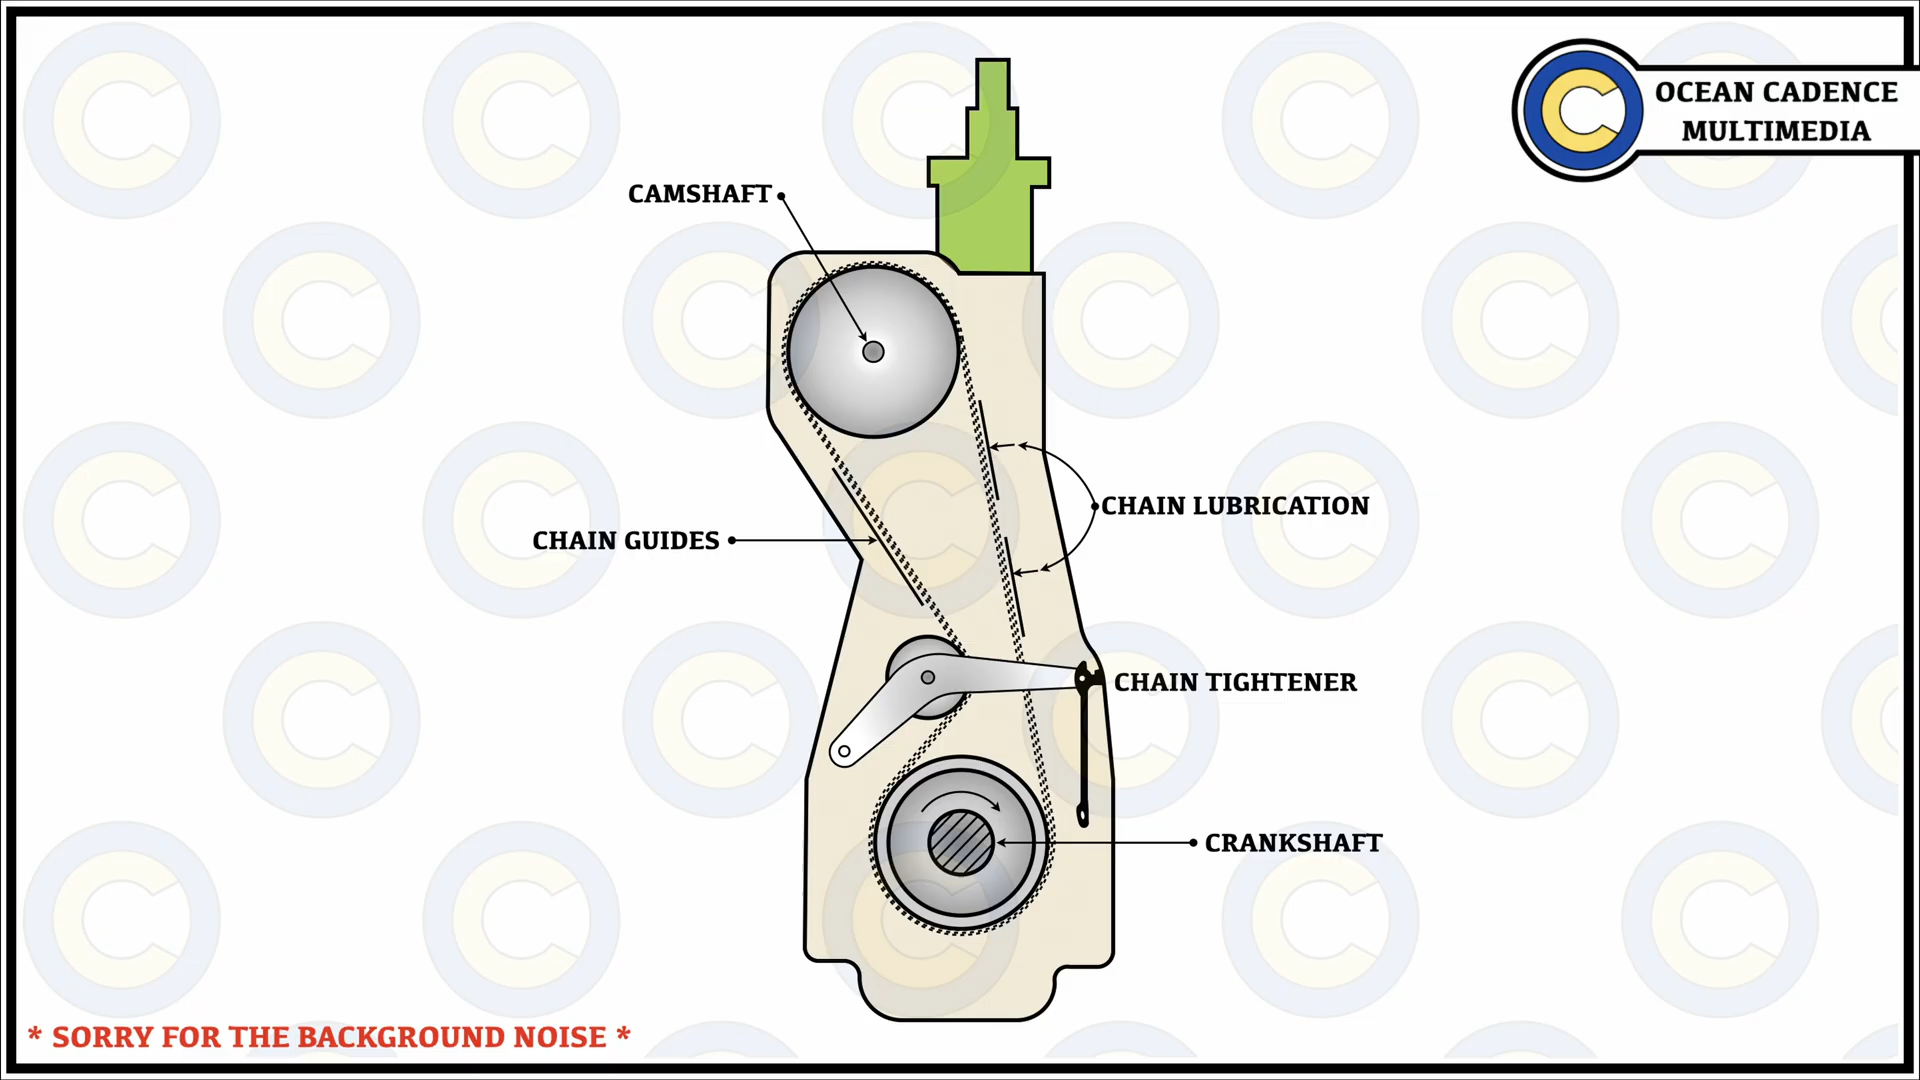 OCEAN CADENCE
MULTIMEDIA
CAMSHAFT
CHAIN LUBRICATION
CHAIN GUIDES
CHAIN TIGHTENER
CRANKSHAFT
* SORRY FOR THE BACKGROUND NOISE *